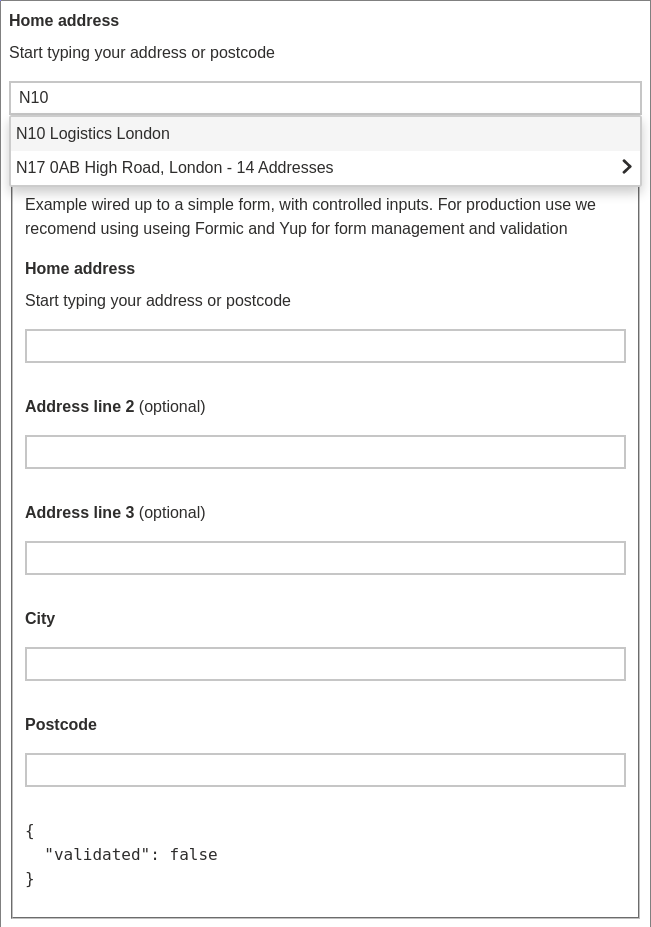 Home address
Start typing your address or postcode
N10
N10 Logistics London
N17 0AB High Road, London - 14 Addresses
Example wired up to a simple form, with controlled inputs. For production use we
recomend using useing Formic and Yup for form management and validation
Home address
Start typing your address or postcode
Address line 2 (optional)
Address line 3 (optional)
City
Postcode
{
  "validated": false
}